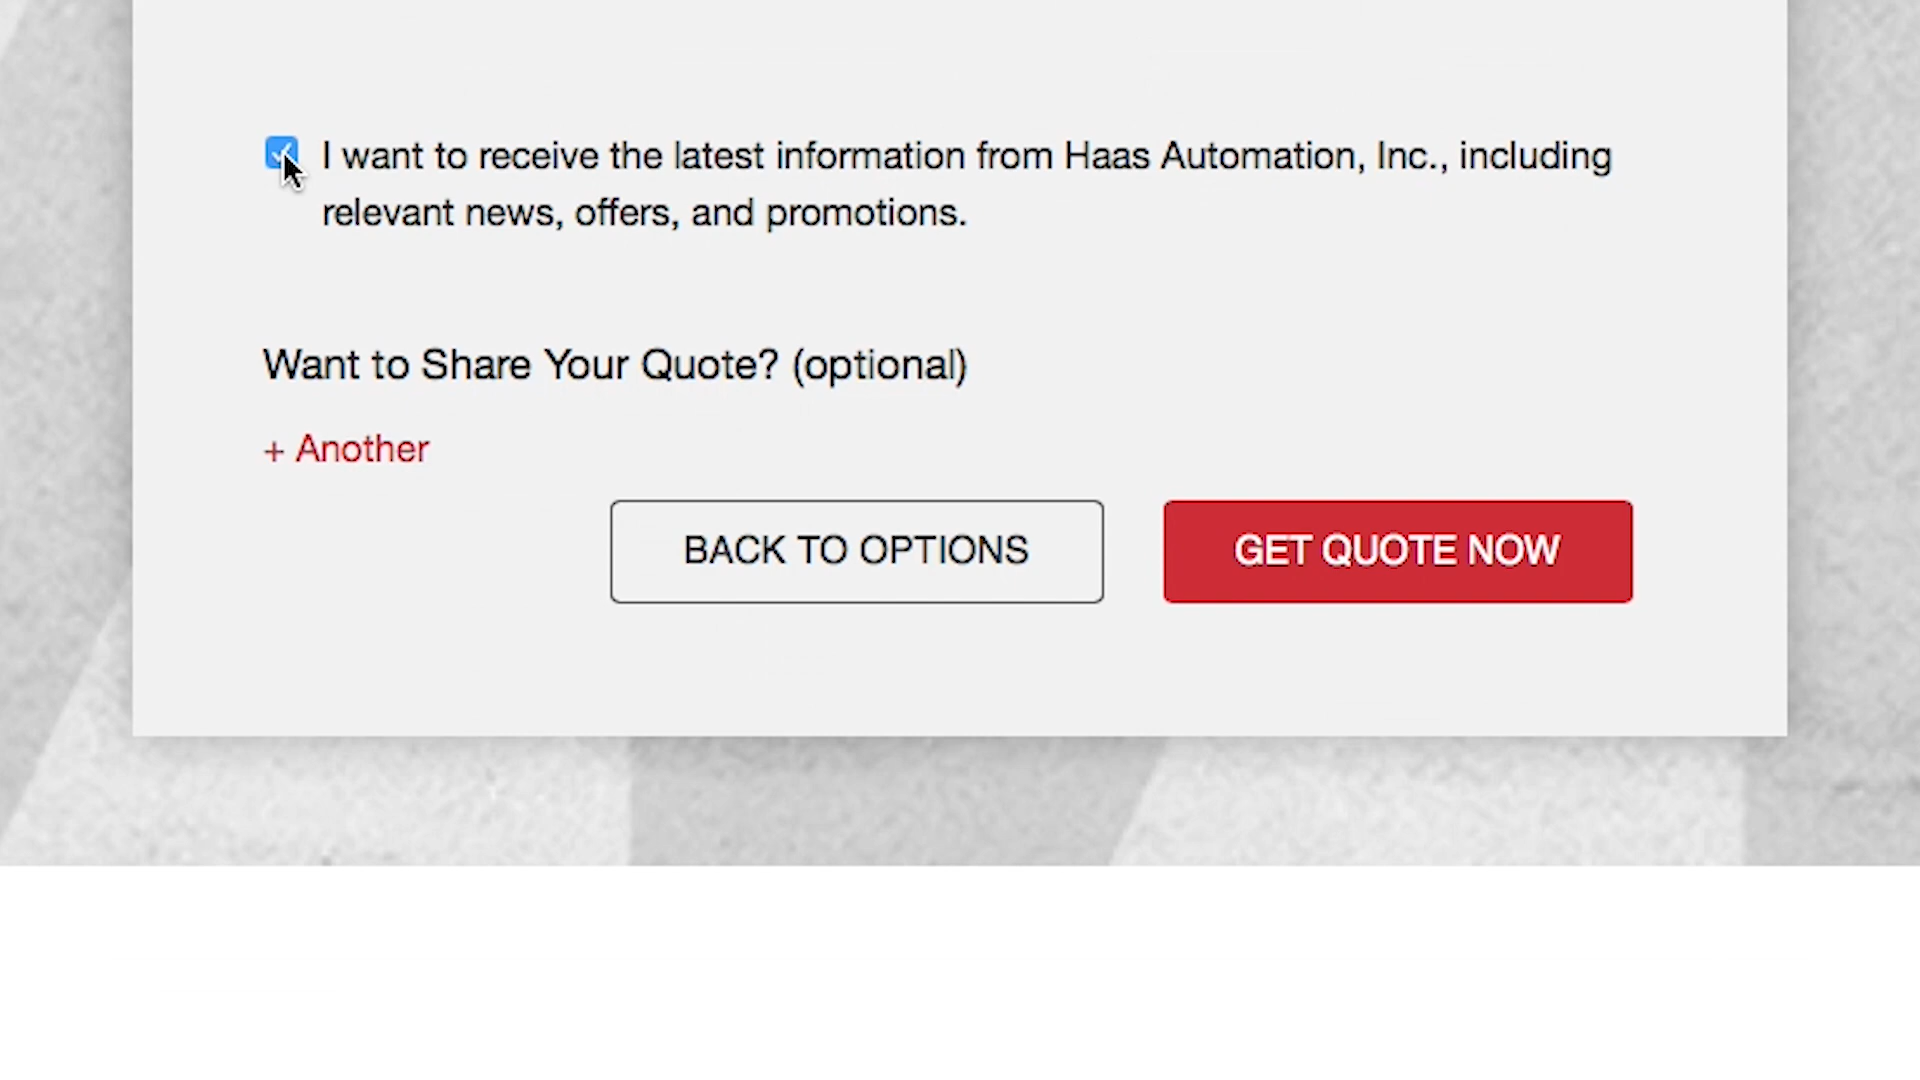 I want to receive the latest information from Haas Automation, Inc., including
relevant news, offers, and promotions.
Want to Share Your Quote? (optional)
+ Another
BACK TO OPTIONS
GET QUOTE NOW